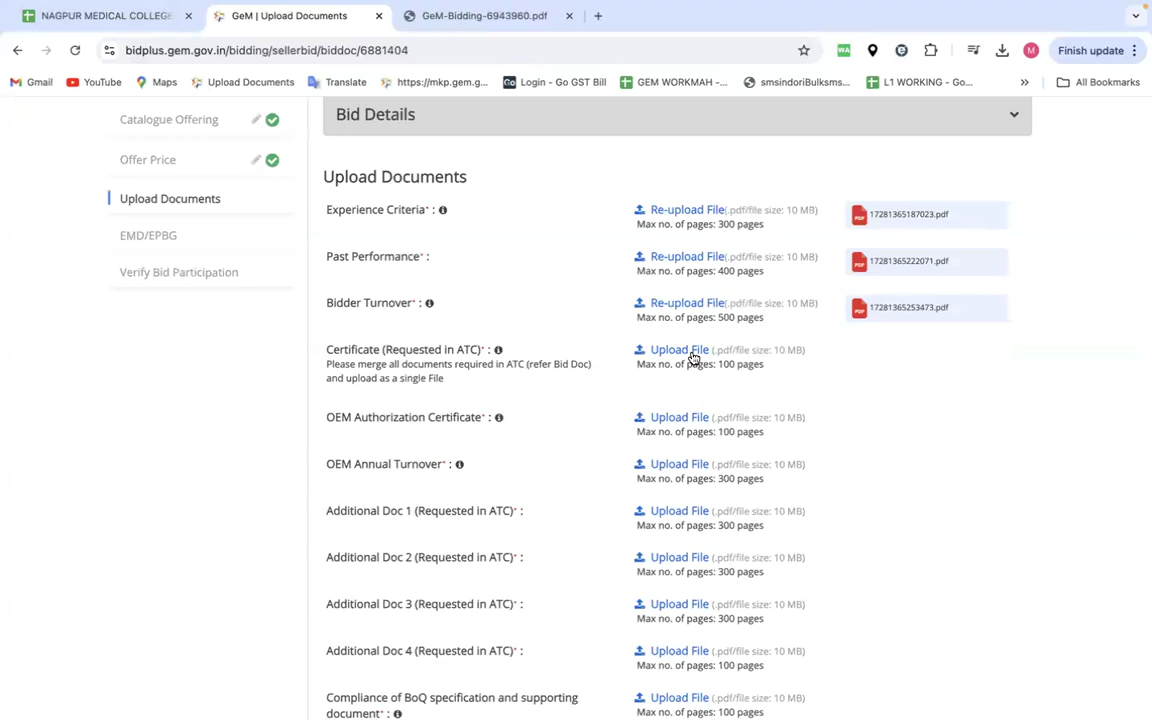 NAGPUR MEDICAL COLLEGE
GeM | Upload Documents
GeM-Bidding-6943960.pdf
bidplus.gem.gov.in/bidding/sellerbid/biddoc/6881404
WA
M
Finish update
Gmail
YouTube
Maps
Upload Documents
Translate
https://mkp.gem.g...
Login - Go GST Bill
GEM WORKMAH -...
smsindoriBulksms...
L1 WORKING - Go...
All Bookmarks
Catalogue Offering
Bid Details
Offer Price
Upload Documents
EMD/EPBG
Verify Bid Participation
Upload Documents
Experience Criteria* :
Re-upload File(.pdf/file size: 10 MB)
Max no. of pages: 300 pages
PDF 17281365187023.pdf
Past Performance* :
Re-upload File(.pdf/file size: 10 MB)
Max no. of pages: 400 pages
PDF 17281365222071.pdf
Bidder Turnover* :
Re-upload File(.pdf/file size: 10 MB)
Max no. of pages: 500 pages
PDF 17281365253473.pdf
Certificate (Requested in ATC)* :
Please merge all documents required in ATC (refer Bid Doc)
and upload as a single File
Upload File (.pdf/file size: 10 MB)
Max no. of pages: 100 pages
OEM Authorization Certificate* :
Upload File (.pdf/file size: 10 MB)
Max no. of pages: 100 pages
OEM Annual Turnover* :
Upload File (.pdf/file size: 10 MB)
Max no. of pages: 300 pages
Additional Doc 1 (Requested in ATC)* :
Upload File (.pdf/file size: 10 MB)
Max no. of pages: 300 pages
Additional Doc 2 (Requested in ATC)* :
Upload File (.pdf/file size: 10 MB)
Max no. of pages: 300 pages
Additional Doc 3 (Requested in ATC)* :
Upload File (.pdf/file size: 10 MB)
Max no. of pages: 300 pages
Additional Doc 4 (Requested in ATC)* :
Upload File (.pdf/file size: 10 MB)
Max no. of pages: 100 pages
Compliance of BoQ specification and supporting
document* :
Upload File (.pdf/file size: 10 MB)
Max no. of pages: 100 pages